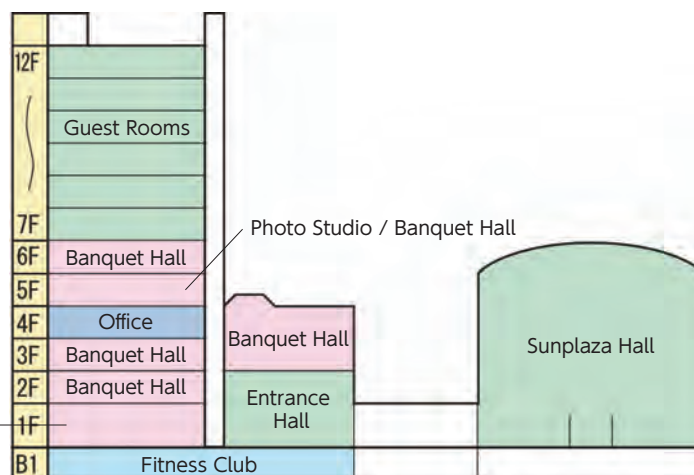 12F
Guest Rooms
7F
Photo Studio / Banquet Hall
6F
Banquet Hall
5F
4F
Office
3F
Banquet Hall
Banquet Hall
Sunplaza Hall
2F
Banquet Hall
Entrance
Hall
1F
B1
Fitness Club